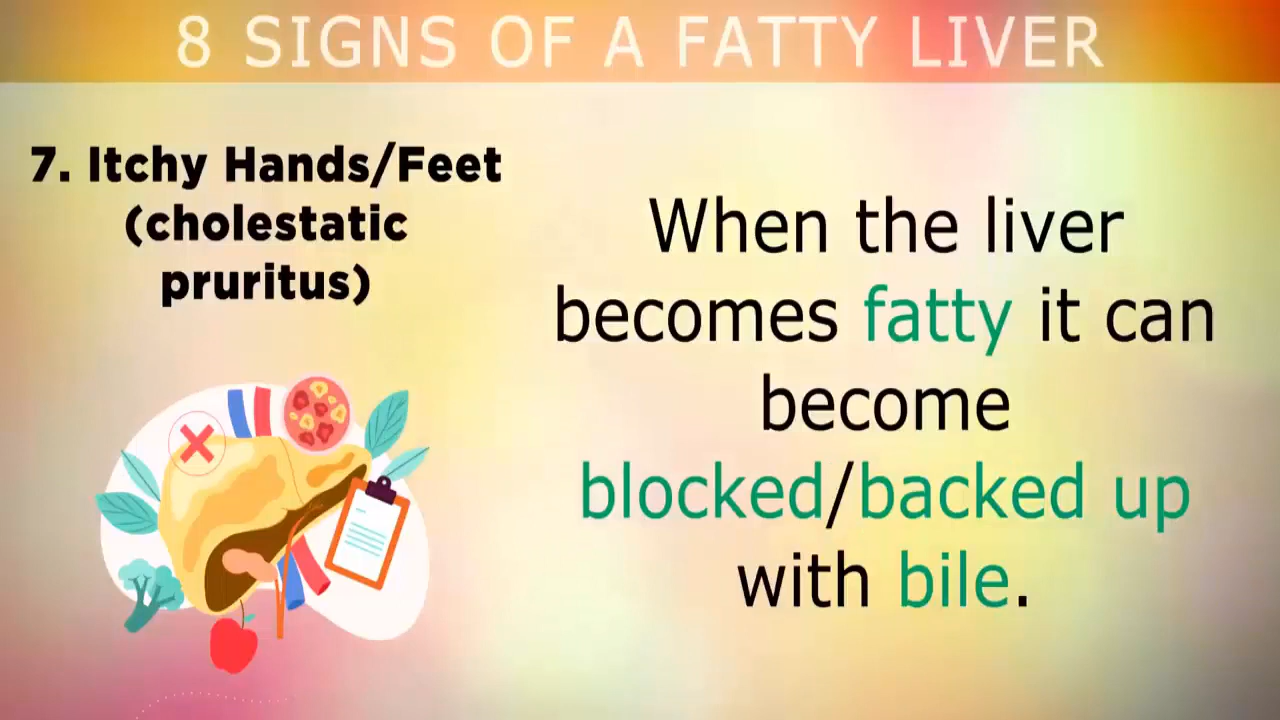 8 SIGNS OF A FATTY LIVER
7. Itchy Hands/Feet
(cholestatic
pruritus)
When the liver
becomes fatty it can
become
blocked/backed up
with bile.